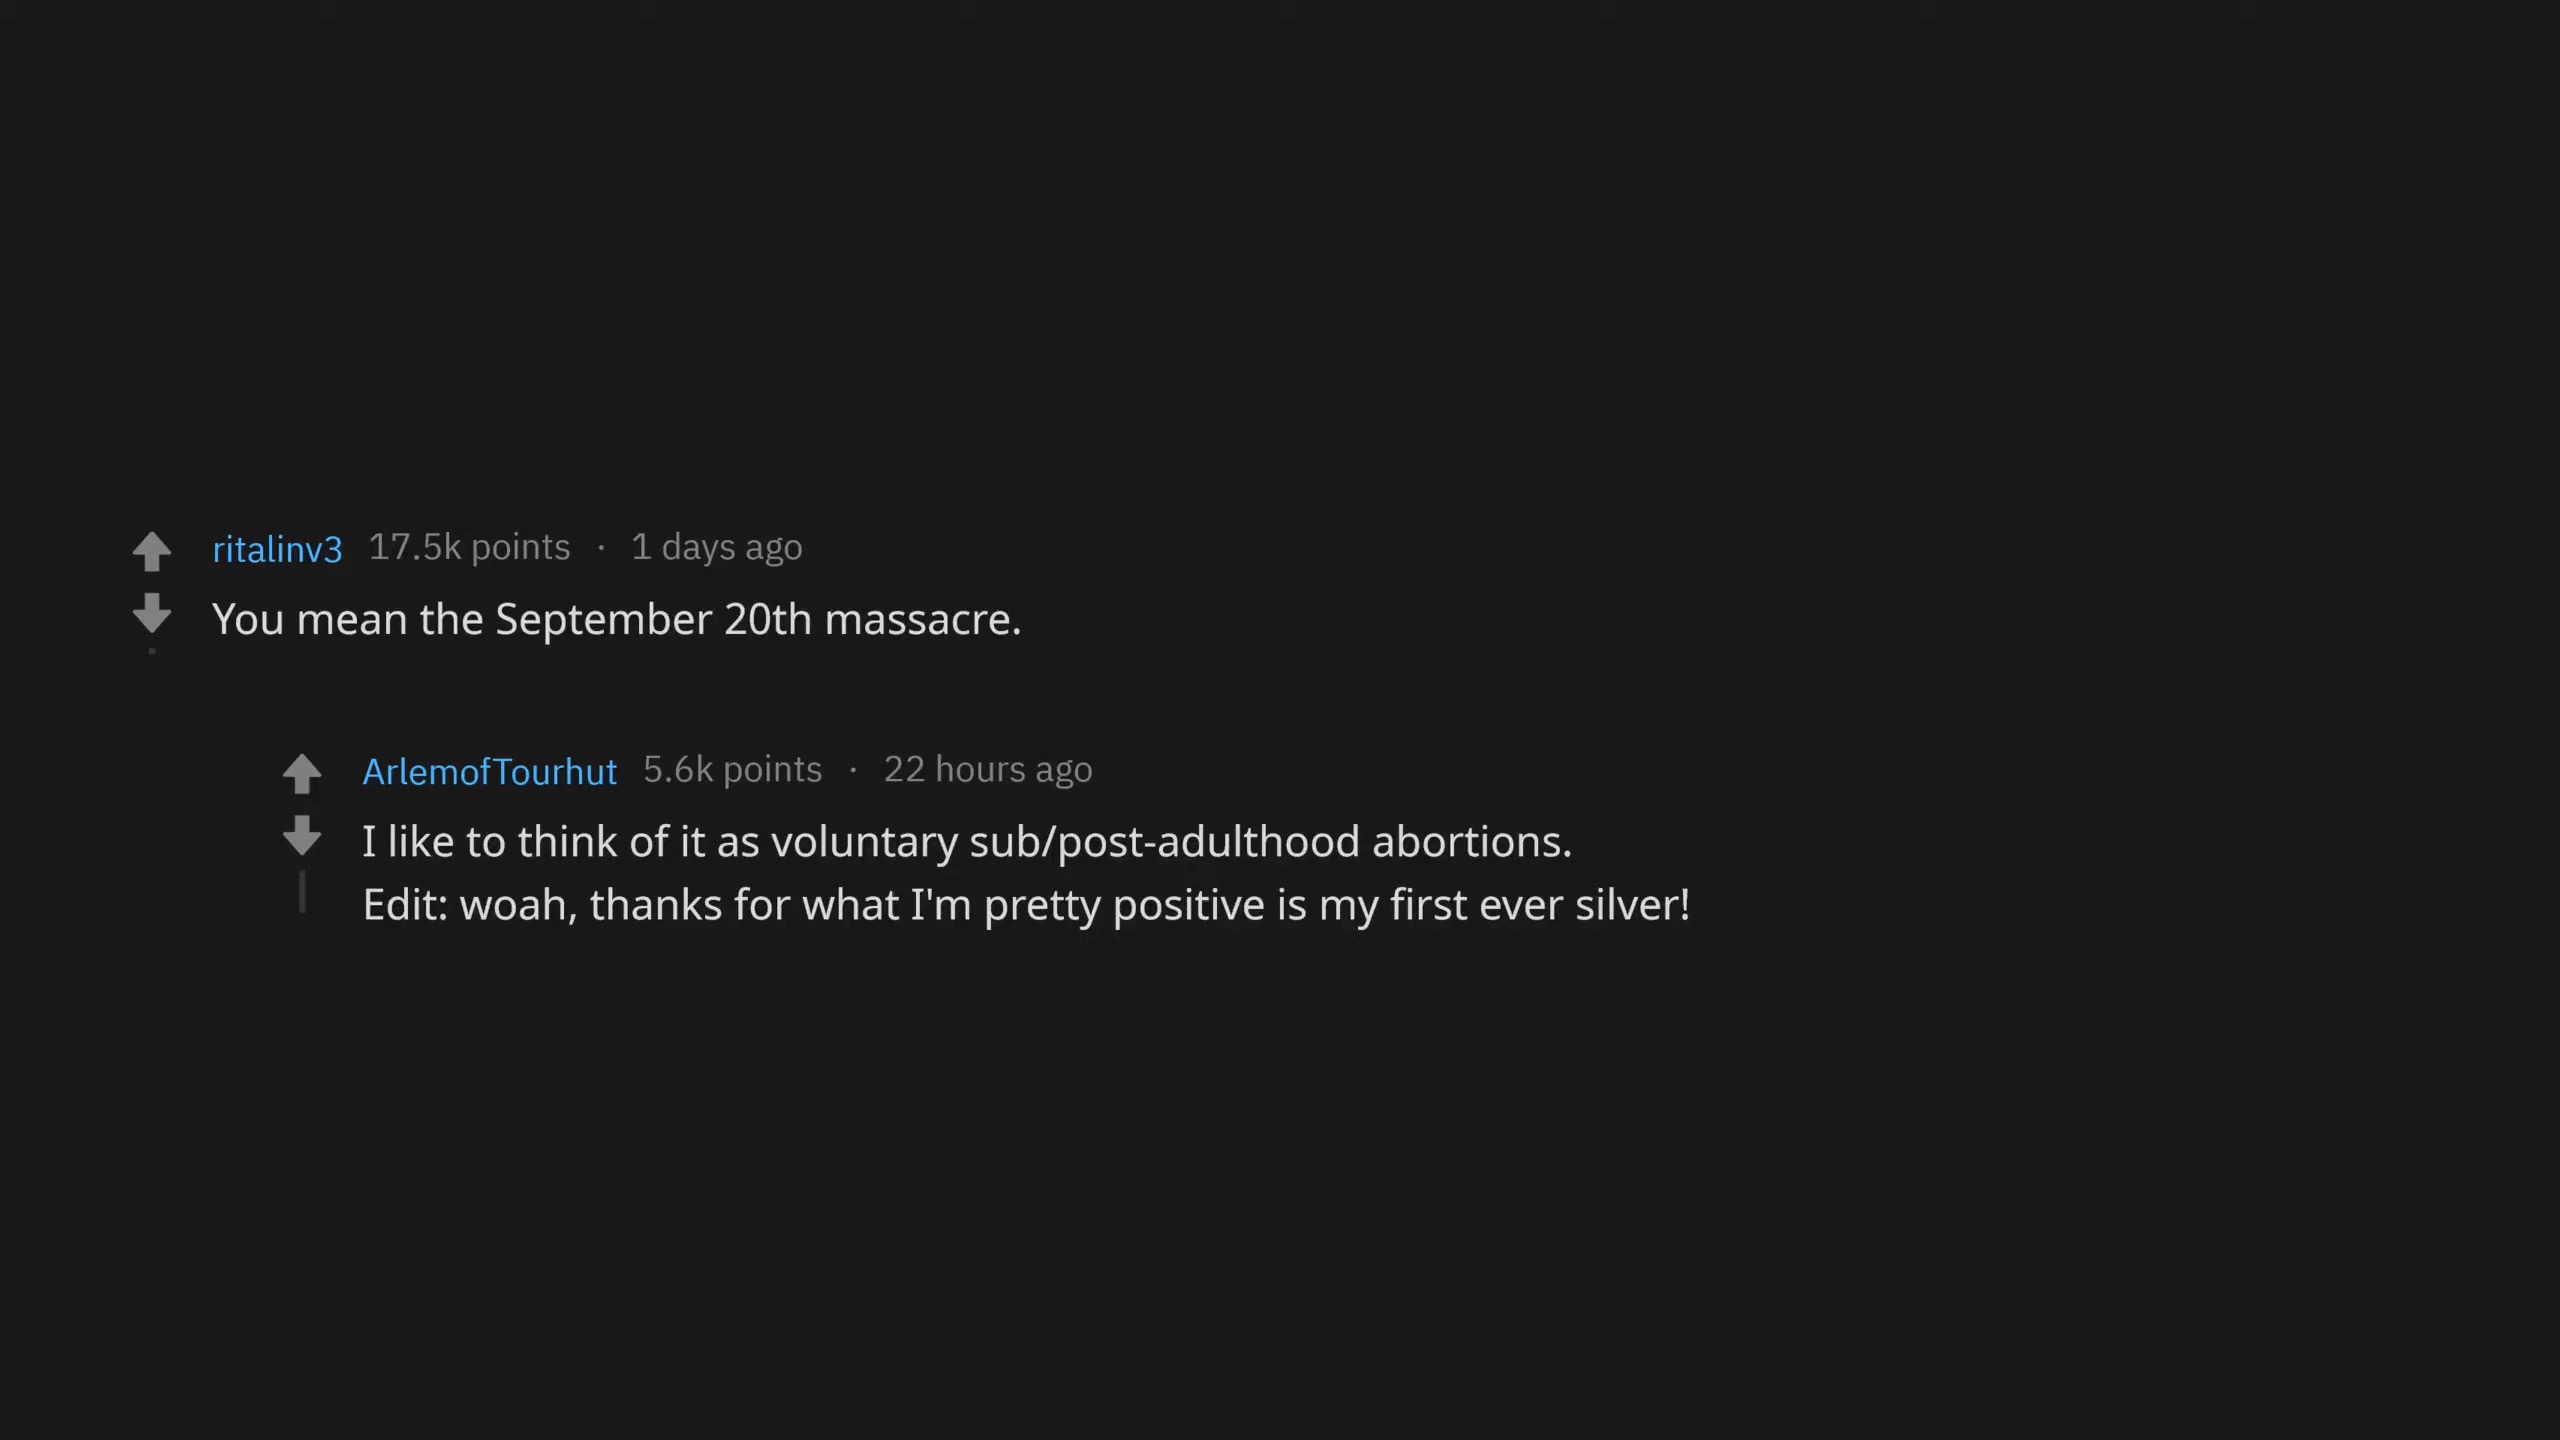 ritalinv3 17.5k points · 1 days ago
You mean the September 20th massacre.
ArlemofTourhut 5.6k points · 22 hours ago
I like to think of it as voluntary sub/post-adulthood abortions.
Edit: woah, thanks for what I'm pretty positive is my first ever silver!